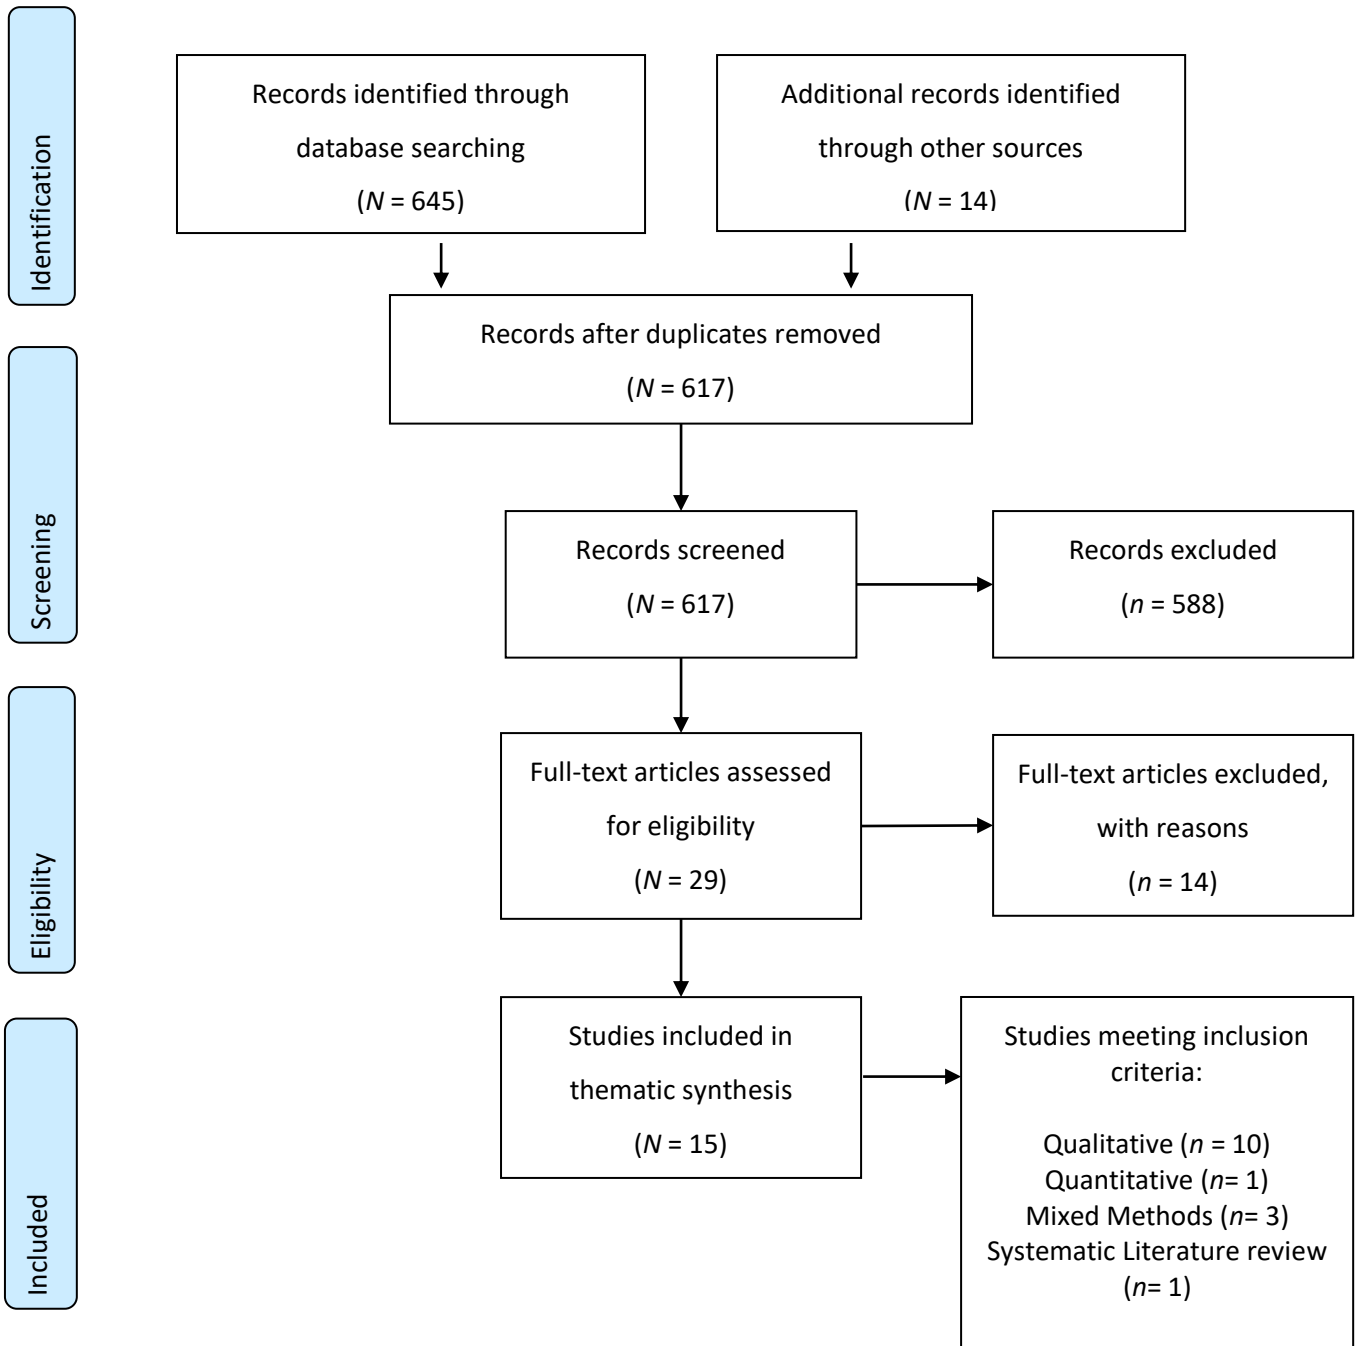 Identification
Records identified through
database searching
(N = 645)
Additional records identified
through other sources
(N = 14)
Records after duplicates removed
(N = 617)
Screening
Records screened
(N = 617)
Records excluded
(n = 588)
Eligibility
Full-text articles assessed
for eligibility
(N = 29)
Full-text articles excluded,
with reasons
(n = 14)
Included
Studies included in
thematic synthesis
(N = 15)
Studies meeting inclusion
criteria:
Qualitative (n = 10)
Quantitative (n= 1)
Mixed Methods (n= 3)
Systematic Literature review
(n= 1)